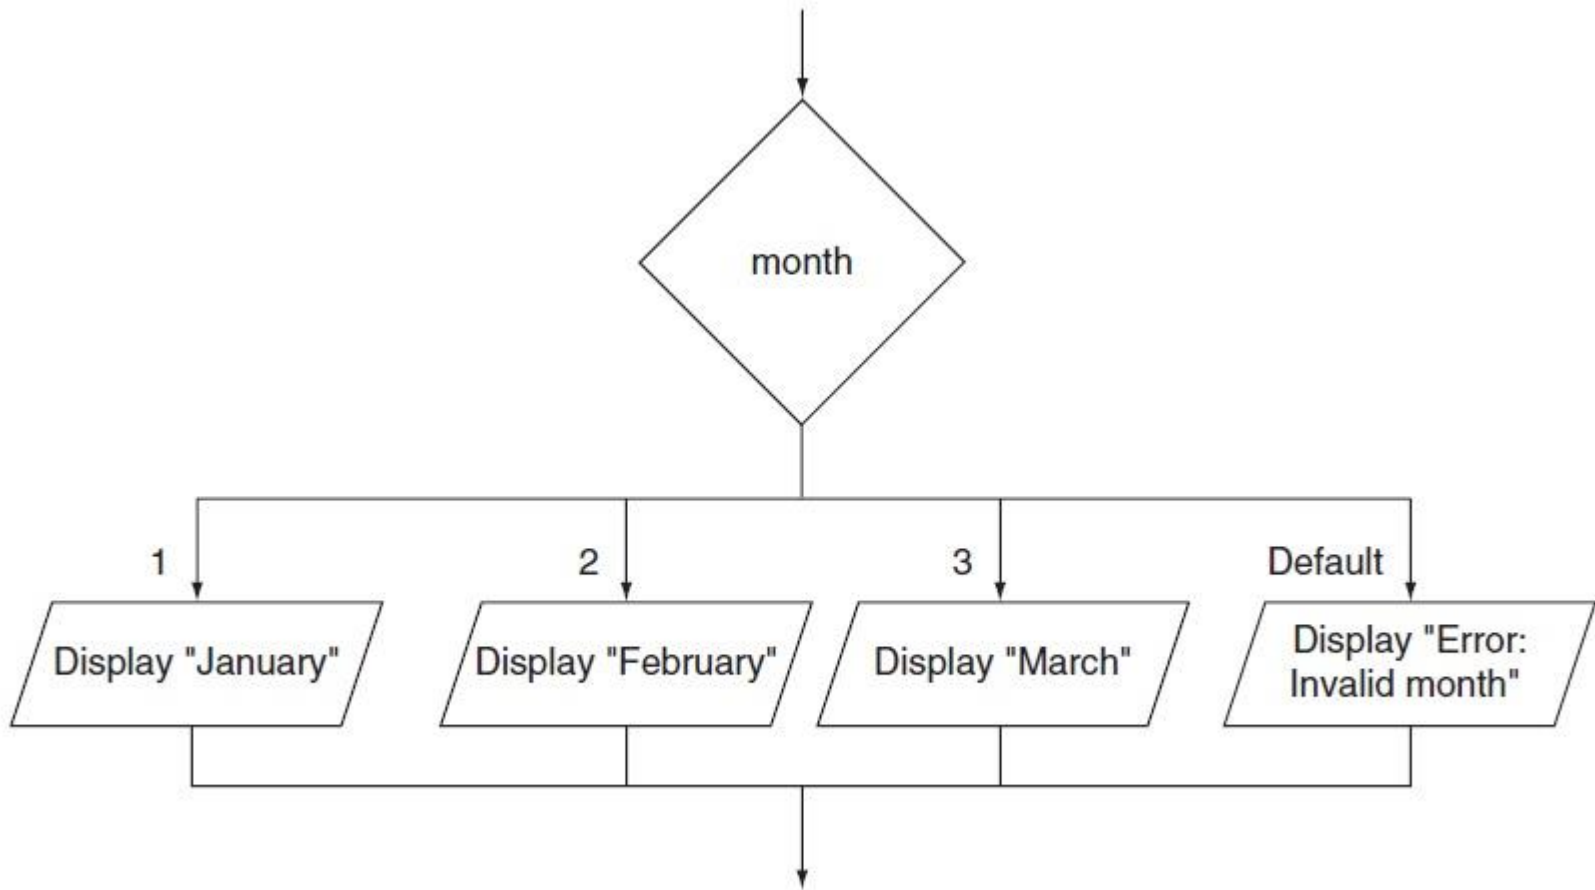 month
1
2
3
Default
Display "January"
Display "February"
Display "March"
Display "Error:
Invalid month"